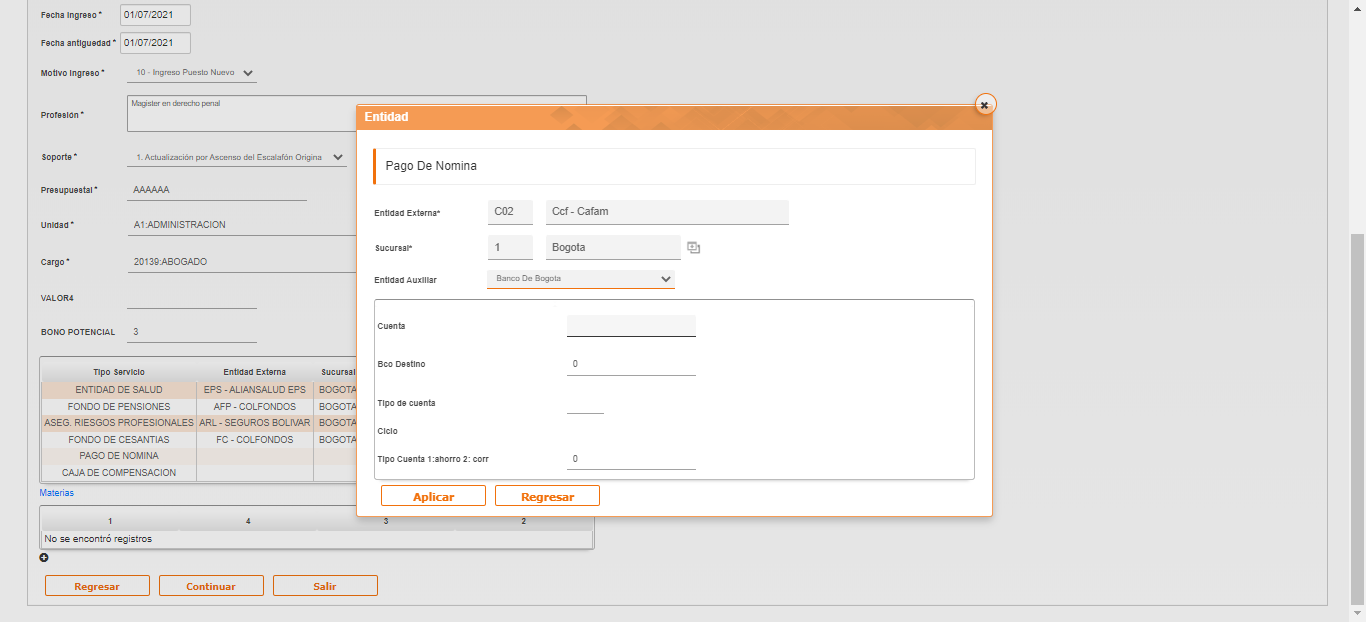 Fecha Ingreso * 01/07/2021
Fecha antiguedad * 01/07/2021
Motivo Ingreso * 10 - Ingreso Puesto Nuevo
Profesión * Magister en derecho penal
Soporte * 1. Actualización por Ascenso del Escalafón Origina
Presupuestal * AAAAAA
Unidad * A1:ADMINISTRACION
Cargo * 20139:ABOGADO
VALOR4
BONO POTENCIAL 3
Tipo Servicio Entidad Externa Sucursal
ENTIDAD DE SALUD EPS - ALIANSALUD EPS BOGOTA
FONDO DE PENSIONES AFP - COLFONDOS BOGOTA
ASEG. RIESGOS PROFESIONALES ARL - SEGUROS BOLIVAR BOGOTA
FONDO DE CESANTIAS FC - COLFONDOS BOGOTA
PAGO DE NOMINA
CAJA DE COMPENSACION
Materias
1 4 3 2
No se encontró registros
Regresar Continuar Salir
Entidad
Pago De Nomina
Entidad Externa* C02 Ccf - Cafam
Sucursal* 1 Bogota
Entidad Auxiliar Banco De Bogota
Cuenta
Bco Destino 0
Tipo de cuenta
Ciclo
Tipo Cuenta 1:ahorro 2: corr 0
Aplicar Regresar